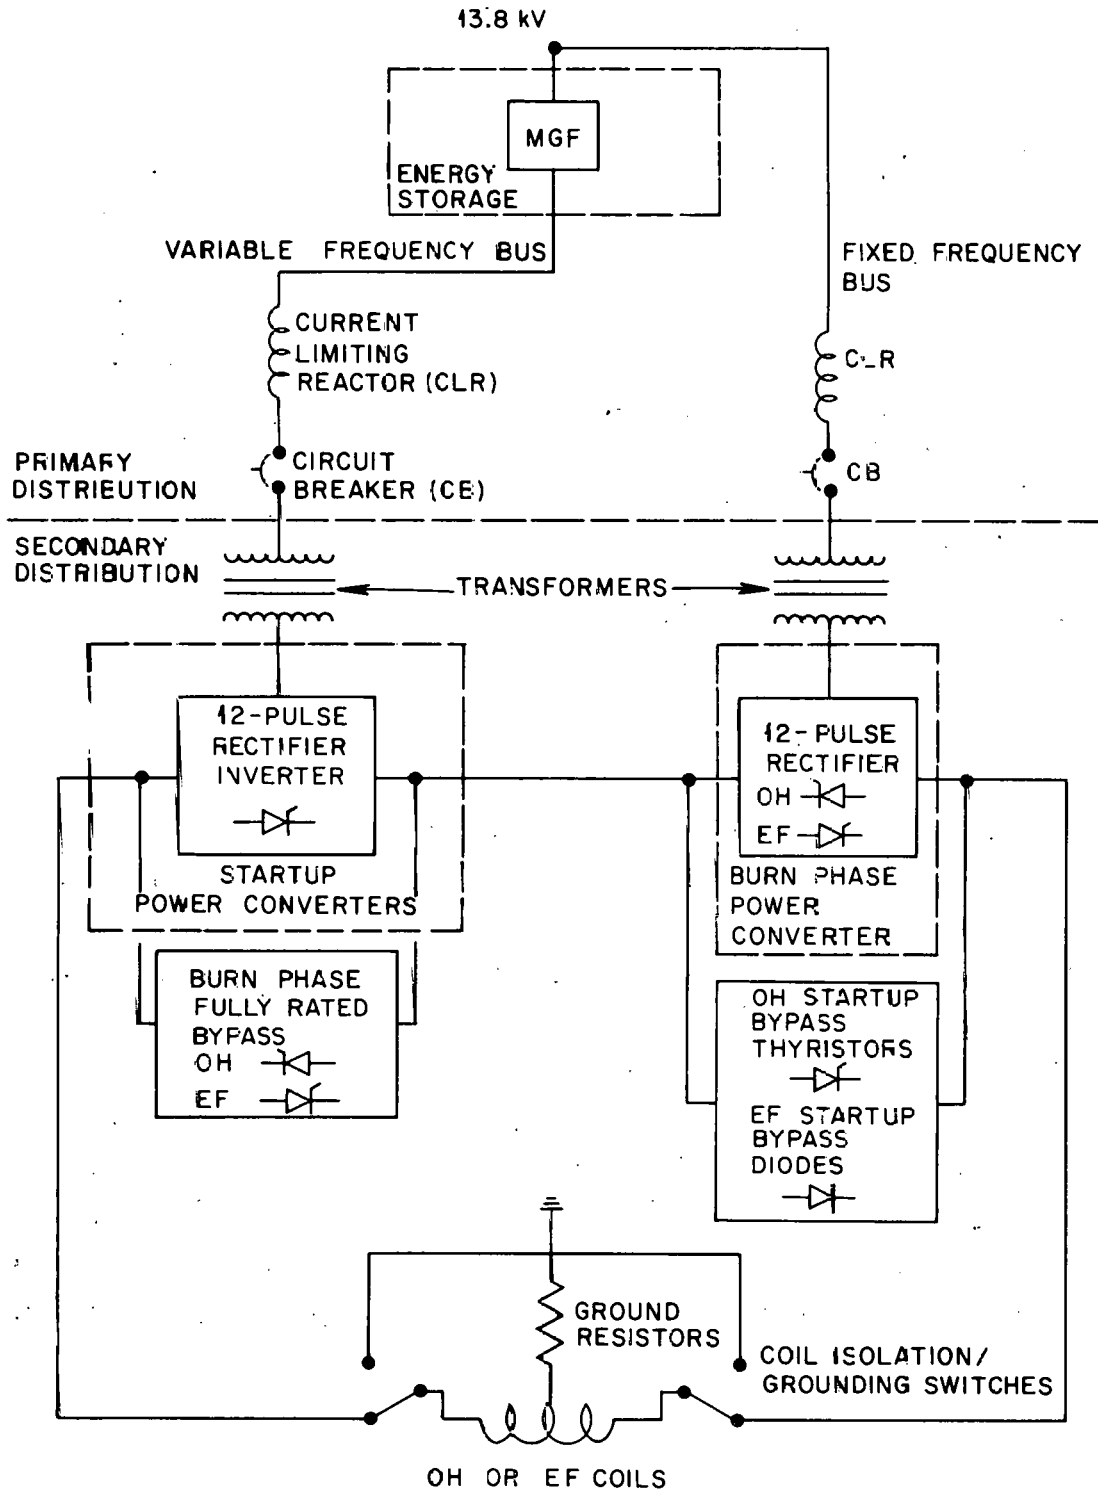 13.8 kV
MGF
ENERGY
STORAGE
VARIABLE FREQUENCY BUS
FIXED FREQUENCY
BUS
CURRENT
LIMITING
REACTOR (CLR)
CLR
PRIMARY
DISTRIBUTION
CIRCUIT
BREAKER (CB)
CB
SECONDARY
DISTRIBUTION
TRANSFORMERS
12-PULSE
RECTIFIER
INVERTER
STARTUP
POWER CONVERTERS
12-PULSE
RECTIFIER
OH
EF
BURN PHASE
POWER
CONVERTER
BURN PHASE
FULLY RATED
BYPASS
OH
EF
OH STARTUP
BYPASS
THYRISTORS
EF STARTUP
BYPASS
DIODES
GROUND
RESISTORS
COIL ISOLATION/
GROUNDING SWITCHES
OH OR EF COILS